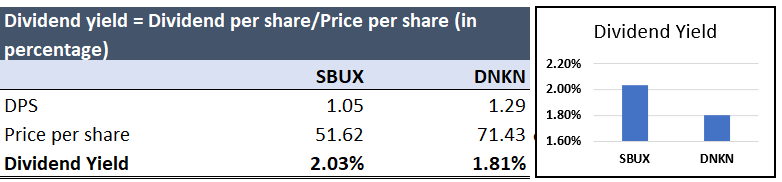 Dividend yield = Dividend per share/Price per share (in
percentage)
SBUX DNKN
DPS 1.05 1.29
Price per share 51.62 71.43
Dividend Yield 2.03% 1.81%
Dividend Yield
2.20%
2.00%
1.80%
1.60%
SBUX DNKN